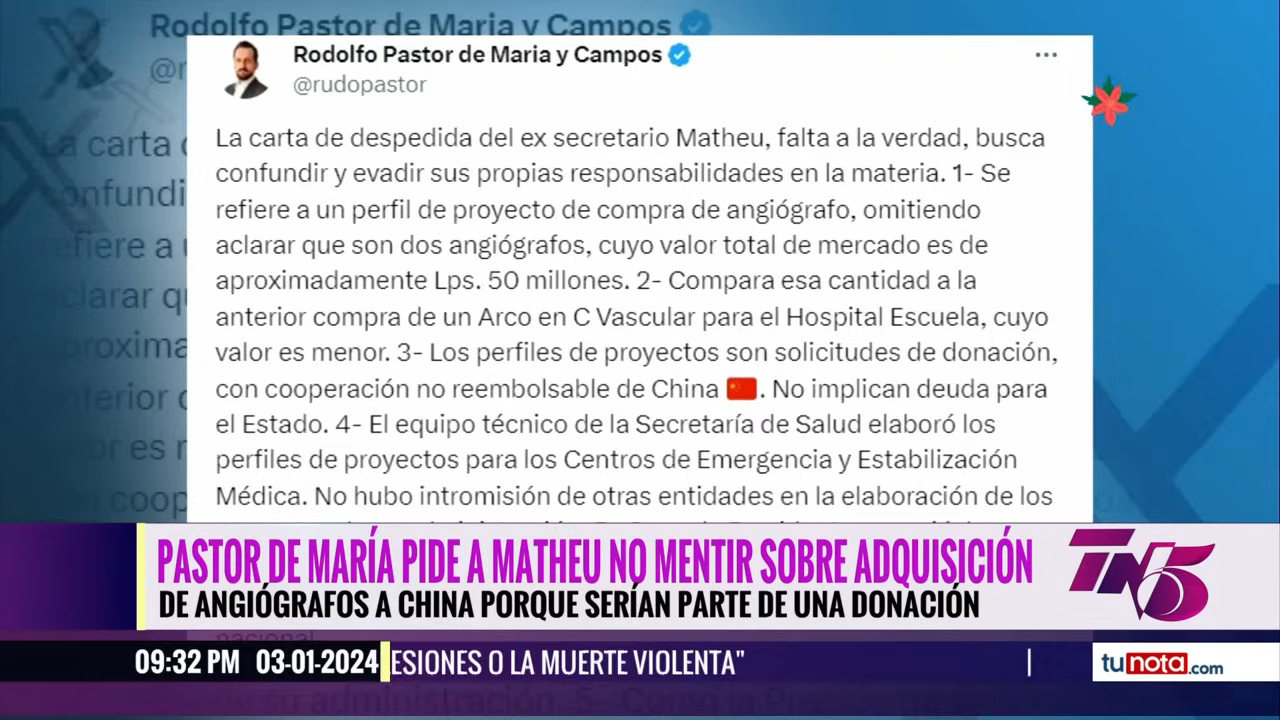 Rodolfo Pastor de Maria y Campos
Rodolfo Pastor de Maria y Campos
@rudopastor
La carta de despedida del ex secretario Matheu, falta a la verdad, busca
confundir y evadir sus propias responsabilidades en la materia. 1- Se
refiere a un perfil de proyecto de compra de angiógrafo, omitiendo
aclarar que son dos angiógrafos, cuyo valor total de mercado es de
aproximadamente Lps. 50 millones. 2- Compara esa cantidad a la
anterior compra de un Arco en C Vascular para el Hospital Escuela, cuyo
valor es menor. 3- Los perfiles de proyectos son solicitudes de donación,
con cooperación no reembolsable de China 🇨🇳. No implican deuda para
el Estado. 4- El equipo técnico de la Secretaría de Salud elaboró los
perfiles de proyectos para los Centros de Emergencia y Estabilización
Médica. No hubo intromisión de otras entidades en la elaboración de los
PASTOR DE MARÍA PIDE A MATHEU NO MENTIR SOBRE ADQUISICIÓN
DE ANGIÓGRAFOS A CHINA PORQUE SERÍAN PARTE DE UNA DONACIÓN
TN5
nacional
09:32 PM 03-01-2024
ESIONES O LA MUERTE VIOLENTA" |
tunota.com